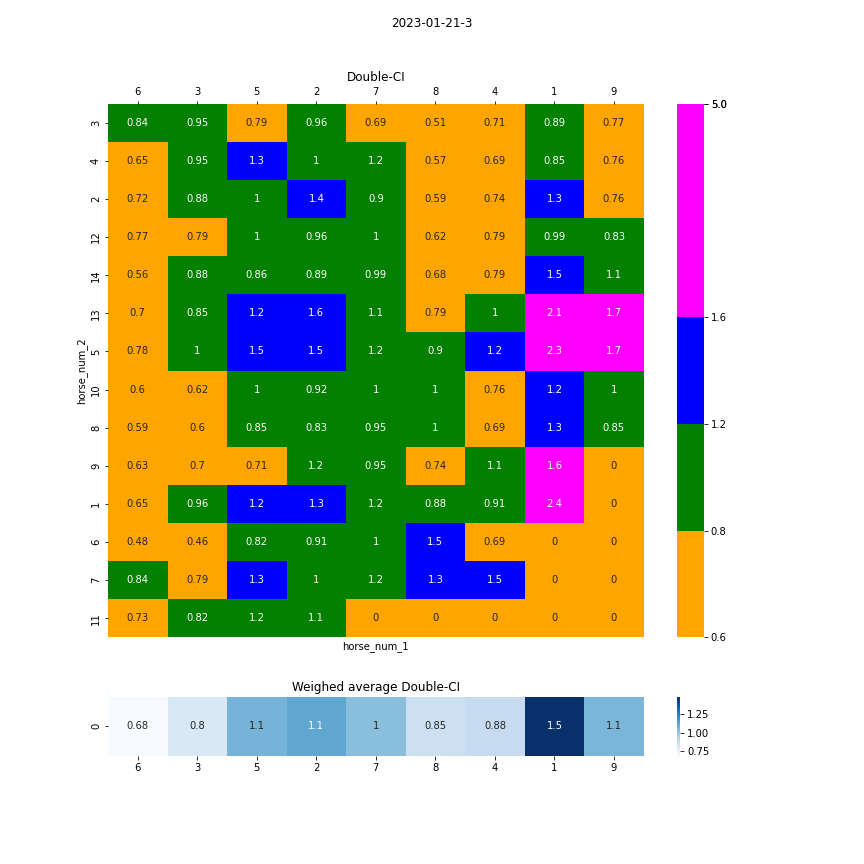 2023-01-21-3
Double-CI
6 3 5 2 7 8 4 1 9
3 0.84 0.95 0.79 0.96 0.69 0.51 0.71 0.89 0.77
4 0.65 0.95 1.3 1 1.2 0.57 0.69 0.85 0.76
2 0.72 0.88 1 1.4 0.9 0.59 0.74 1.3 0.76
12 0.77 0.79 1 0.96 1 0.62 0.79 0.99 0.83
14 0.56 0.88 0.86 0.89 0.99 0.68 0.79 1.5 1.1
13 0.7 0.85 1.2 1.6 1.1 0.79 1 2.1 1.7
5 0.78 1 1.5 1.5 1.2 0.9 1.2 2.3 1.7
10 0.6 0.62 1 0.92 1 1 0.76 1.2 1
8 0.59 0.6 0.85 0.83 0.95 1 0.69 1.3 0.85
9 0.63 0.7 0.71 1.2 0.95 0.74 1.1 1.6 0
1 0.65 0.96 1.2 1.3 1.2 0.88 0.91 2.4 0
6 0.48 0.46 0.82 0.91 1 1.5 0.69 0 0
7 0.84 0.79 1.3 1 1.2 1.3 1.5 0 0
11 0.73 0.82 1.2 1.1 0 0 0 0 0
horse_num_2
horse_num_1
5.0
1.6
1.2
0.8
0.6
Weighed average Double-CI
0 0.68 0.8 1.1 1.1 1 0.85 0.88 1.5 1.1
6 3 5 2 7 8 4 1 9
1.25
1.00
0.75